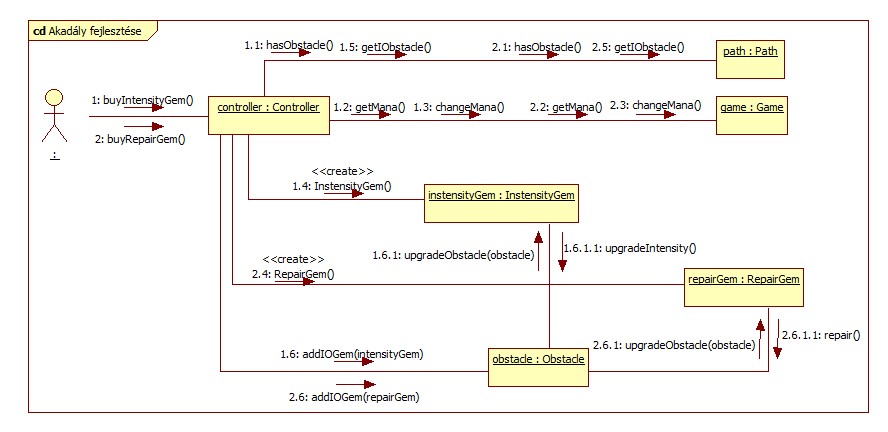 cd Akadály fejlesztése
1.1: hasObstacle()
1.5: getIObstacle()
2.1: hasObstacle()
2.5: getIObstacle()
path : Path
1: buyIntensityGem()
2: buyRepairGem()
:
controller : Controller
1.2: getMana()
1.3: changeMana()
2.2: getMana()
2.3: changeMana()
game : Game
<<create>>
1.4: InstensityGem()
instensityGem : InstensityGem
1.6.1: upgradeObstacle(obstacle)
1.6.1.1: upgradeIntensity()
<<create>>
2.4: RepairGem()
repairGem : RepairGem
2.6.1: upgradeObstacle(obstacle)
2.6.1.1: repair()
1.6: addIOGem(intensityGem)
obstacle : Obstacle
2.6: addIOGem(repairGem)